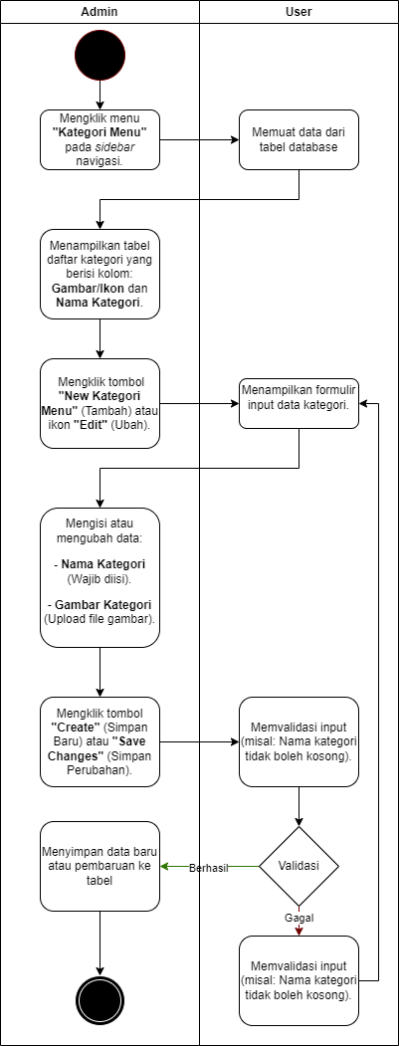 Admin
User
Mengklik menu
"Kategori Menu"
pada sidebar
navigasi.
Memuat data dari
tabel database
Menampilkan tabel
daftar kategori yang
berisi kolom:
Gambar/Ikon dan
Nama Kategori.
Mengklik tombol
"New Kategori
Menu" (Tambah) atau
ikon "Edit" (Ubah).
Menampilkan formulir
input data kategori.
Mengisi atau
mengubah data:
- Nama Kategori
(Wajib diisi).
- Gambar Kategori
(Upload file gambar).
Mengklik tombol
"Create" (Simpan
Baru) atau "Save
Changes" (Simpan
Perubahan).
Memvalidasi input
(misal: Nama kategori
tidak boleh kosong).
Menyimpan data baru
atau pembaruan ke
tabel
Berhasil
Validasi
Gagal
Memvalidasi input
(misal: Nama kategori
tidak boleh kosong).